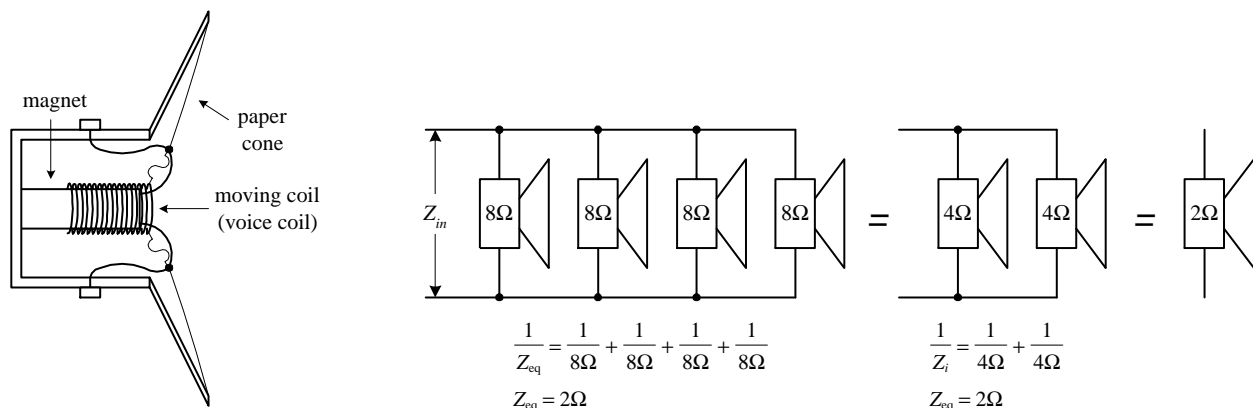 magnet
paper
cone
moving coil
(voice coil)
Z_in
8Ω 8Ω 8Ω 8Ω = 4Ω 4Ω = 2Ω
1/Z_eq = 1/8Ω + 1/8Ω + 1/8Ω + 1/8Ω
Z_eq = 2Ω
1/Z_i = 1/4Ω + 1/4Ω
Z_eq = 2Ω